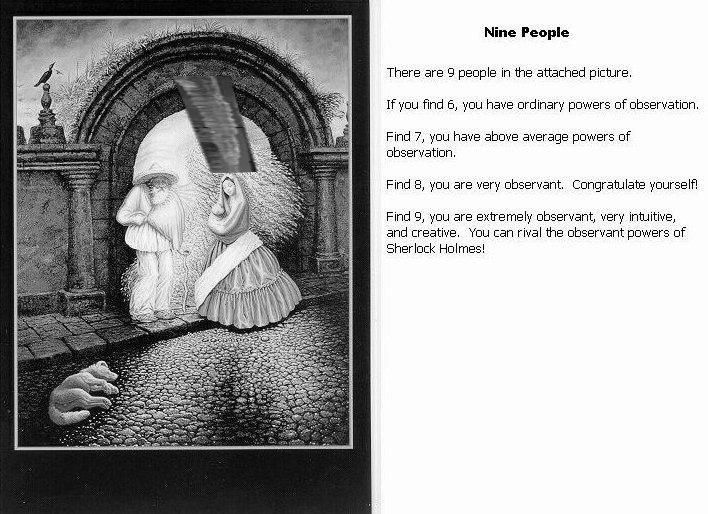 Nine People
There are 9 people in the attached picture.
If you find 6, you have ordinary powers of observation.
Find 7, you have above average powers of
observation.
Find 8, you are very observant.  Congratulate yourself!
Find 9, you are extremely observant, very intuitive,
and creative.  You can rival the observant powers of
Sherlock Holmes!